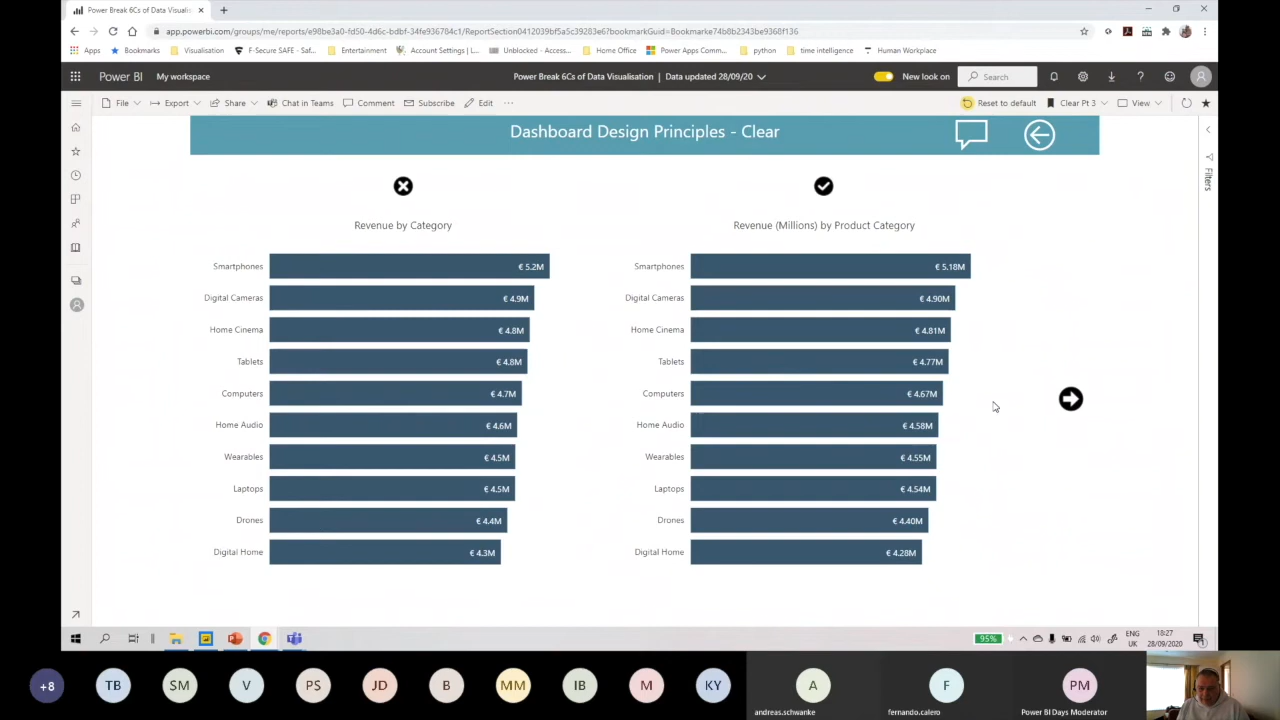 Power Break 6Cs of Data Visualis
app.powerbi.com/groups/me/reports/e98be3a0-fd50-4d6c-bdbf-34fe936784c1/ReportSection0412039bf5a5c39283e6?bookmarkGuid=Bookmarke74b8b2343be9368f136
Apps Bookmarks Visualisation F-Secure SAFE - Saf... Entertainment Account Settings | L... Unblocked - Access... Home Office Power Apps Comm... python time intelligence Human Workplace
Power BI My workspace Power Break 6Cs of Data Visualisation | Data updated 28/09/20 New look on Search
File Export Share Chat in Teams Comment Subscribe Edit ... Reset to default Clear Pt 3 View
Dashboard Design Principles - Clear
Filters
Revenue by Category
Smartphones € 5.2M
Digital Cameras € 4.9M
Home Cinema € 4.8M
Tablets € 4.8M
Computers € 4.7M
Home Audio € 4.6M
Wearables € 4.5M
Laptops € 4.5M
Drones € 4.4M
Digital Home € 4.3M
Revenue (Millions) by Product Category
Smartphones € 5.18M
Digital Cameras € 4.90M
Home Cinema € 4.81M
Tablets € 4.77M
Computers € 4.67M
Home Audio € 4.58M
Wearables € 4.55M
Laptops € 4.54M
Drones € 4.40M
Digital Home € 4.28M
95% ENG 18:27
UK 28/09/2020
+8 TB SM V PS JD B MM IB M KY A F PM
andreas.schwanke fernando.calero Power BI Days Moderator